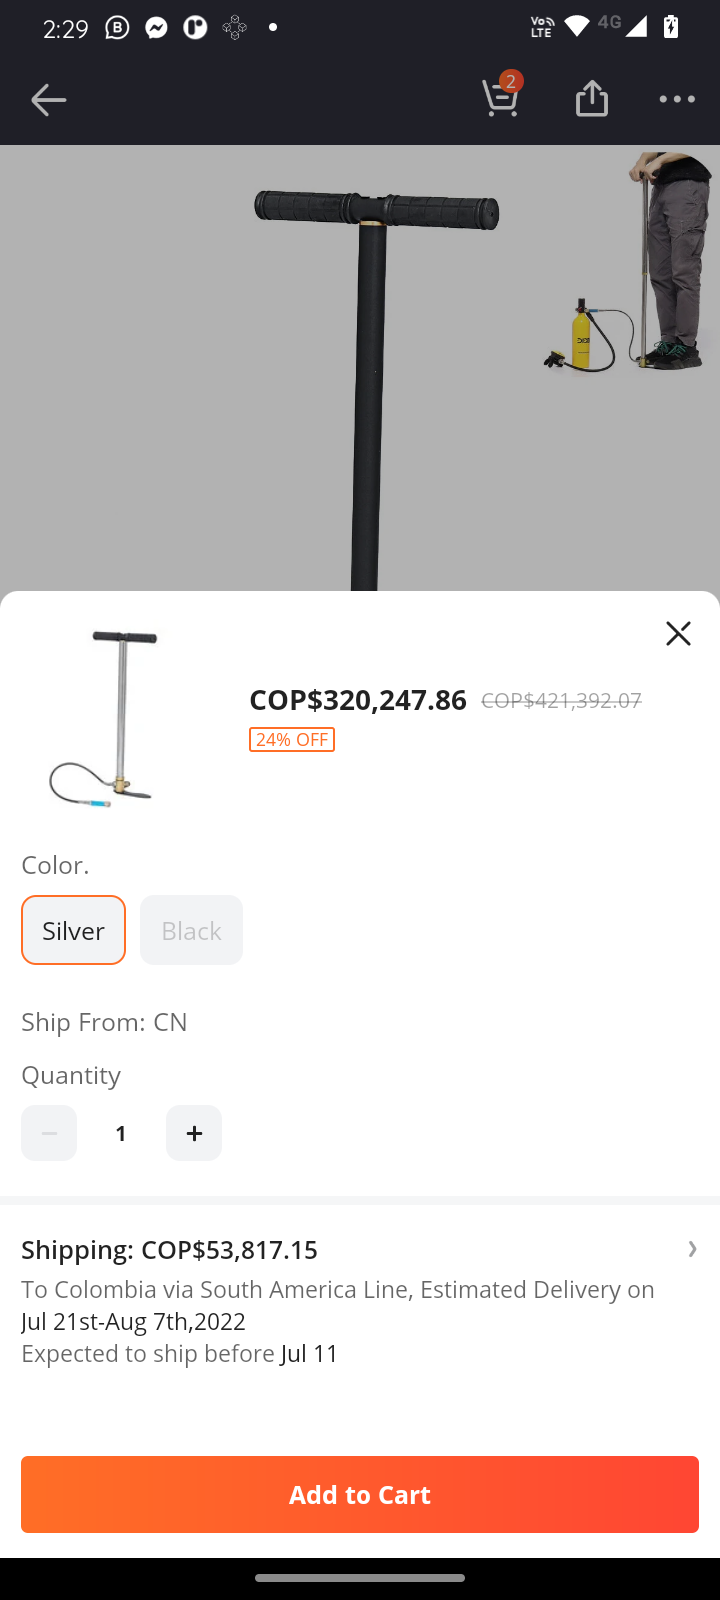 2:29
Vo LTE 4G
2
COP$320,247.86 COP$421,392.07
24% OFF
Color.
Silver Black
Ship From: CN
Quantity
1
Shipping: COP$53,817.15
To Colombia via South America Line, Estimated Delivery on
Jul 21st-Aug 7th,2022
Expected to ship before Jul 11
Add to Cart